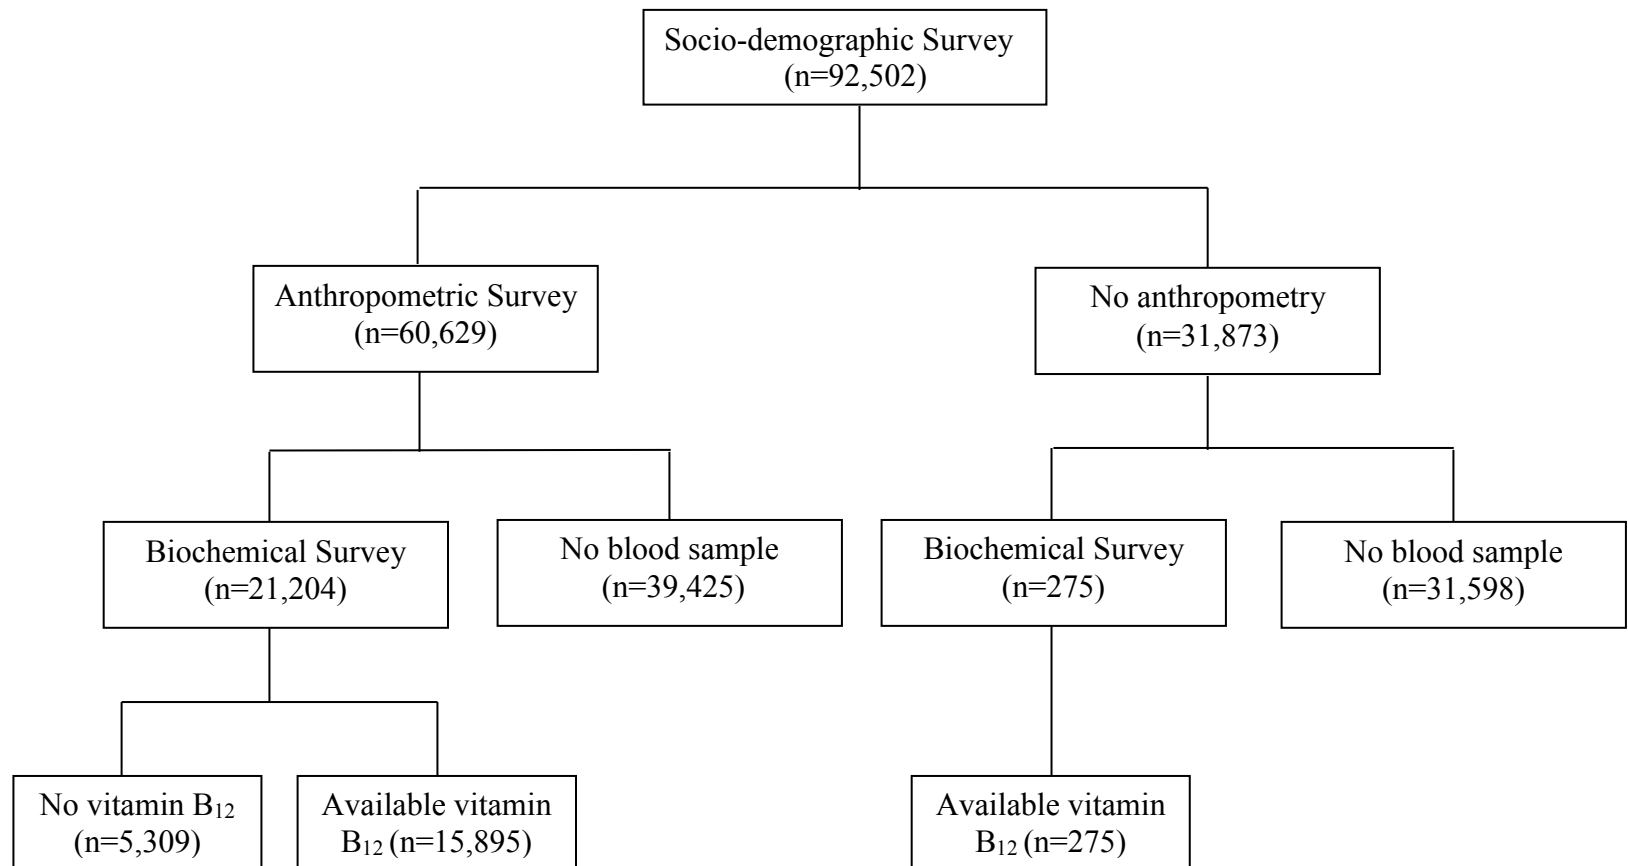 Socio-demographic Survey
(n=92,502)
Anthropometric Survey
(n=60,629)
No anthropometry
(n=31,873)
Biochemical Survey
(n=21,204)
No blood sample
(n=39,425)
Biochemical Survey
(n=275)
No blood sample
(n=31,598)
No vitamin B₁₂
(n=5,309)
Available vitamin
B₁₂ (n=15,895)
Available vitamin
B₁₂ (n=275)